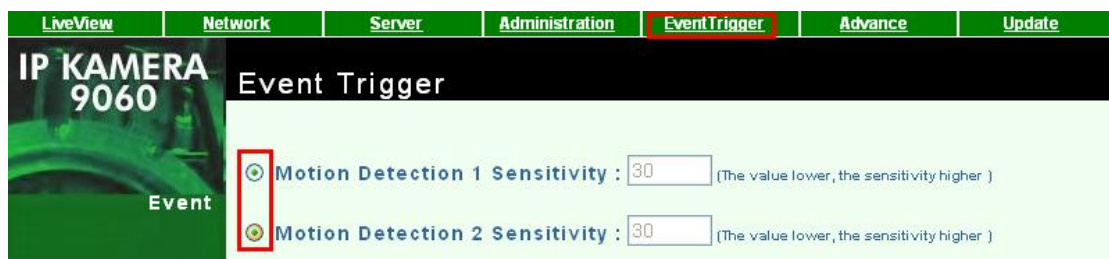 LiveView Network Server Administration EventTrigger Advance Update
IP KAMERA
9060
Event Trigger
Motion Detection 1 Sensitivity : 30 (The value lower, the sensitivity higher )
Event
Motion Detection 2 Sensitivity : 30 (The value lower, the sensitivity higher )